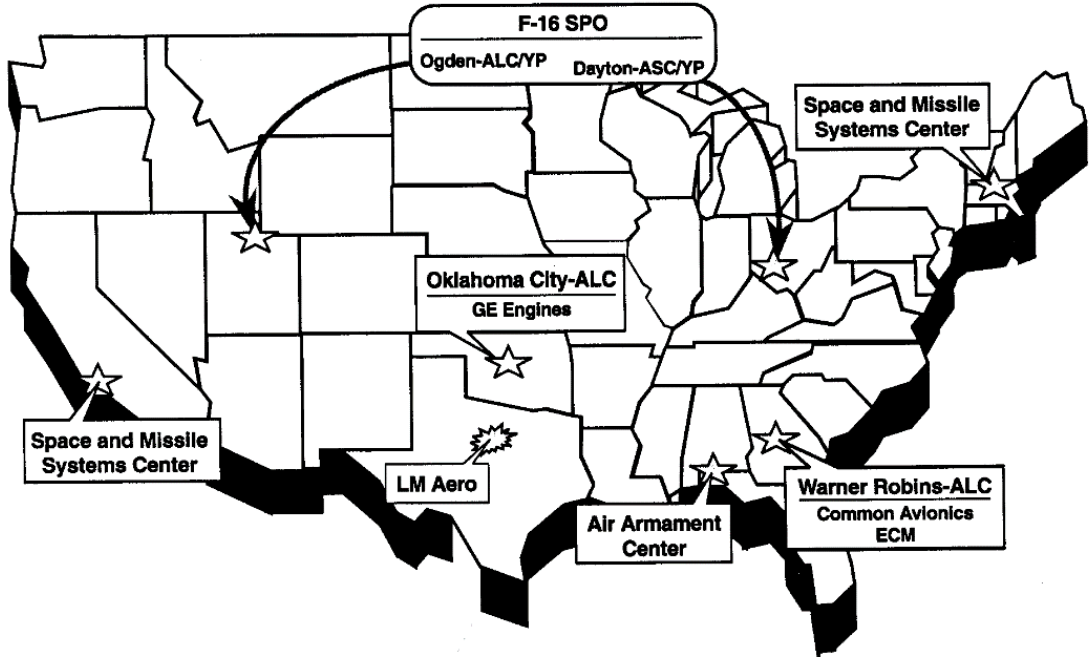 F-16 SPO
Ogden-ALC/YP
Dayton-ASC/YP
Space and Missile
Systems Center
Oklahoma City-ALC
GE Engines
Space and Missile
Systems Center
LM Aero
Air Armament
Center
Warner Robins-ALC
Common Avionics
ECM